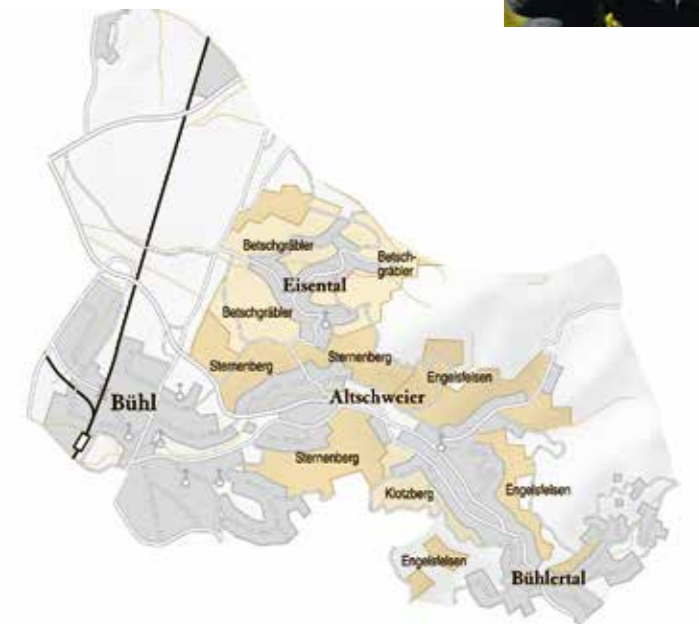 Betschgräbler
Betsch-
gräbler
Eisental
Betschgräbler
Sternenberg
Sternenberg
Engelsfelsen
Bühl
Altschweier
Sternenberg
Klotzberg
Engelsfelsen
Engelsfelsen
Bühlertal